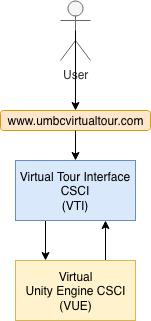 User
www.umbcvirtualtour.com
Virtual Tour Interface
CSCI
(VTI)
Virtual
Unity Engine CSCI
(VUE)